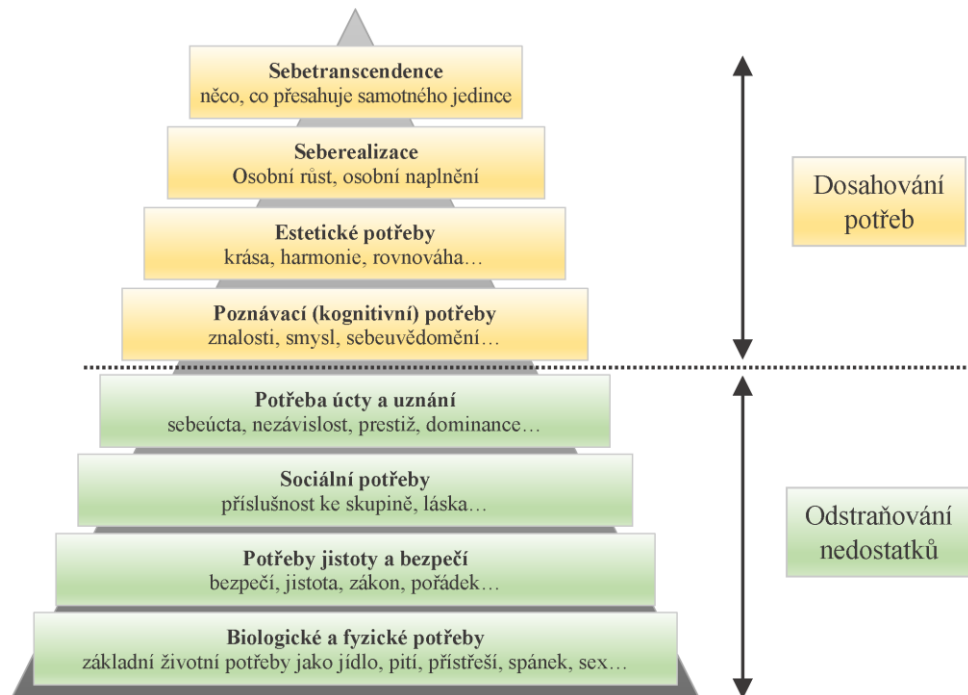 Sebetranscendence
něco, co přesahuje samotného jedince
Seberealizace
Osobní růst, osobní naplnění
Estetické potřeby
krása, harmonie, rovnováha…
Poznávací (kognitivní) potřeby
znalosti, smysl, sebeuvědomění…
Dosahování
potřeb
Potřeba úcty a uznání
sebeúcta, nezávislost, prestiž, dominance…
Sociální potřeby
příslušnost ke skupině, láska…
Potřeby jistoty a bezpečí
bezpečí, jistota, zákon, pořádek…
Biologické a fyzické potřeby
základní životní potřeby jako jídlo, pití, přístřeší, spánek, sex…
Odstraňování
nedostatků